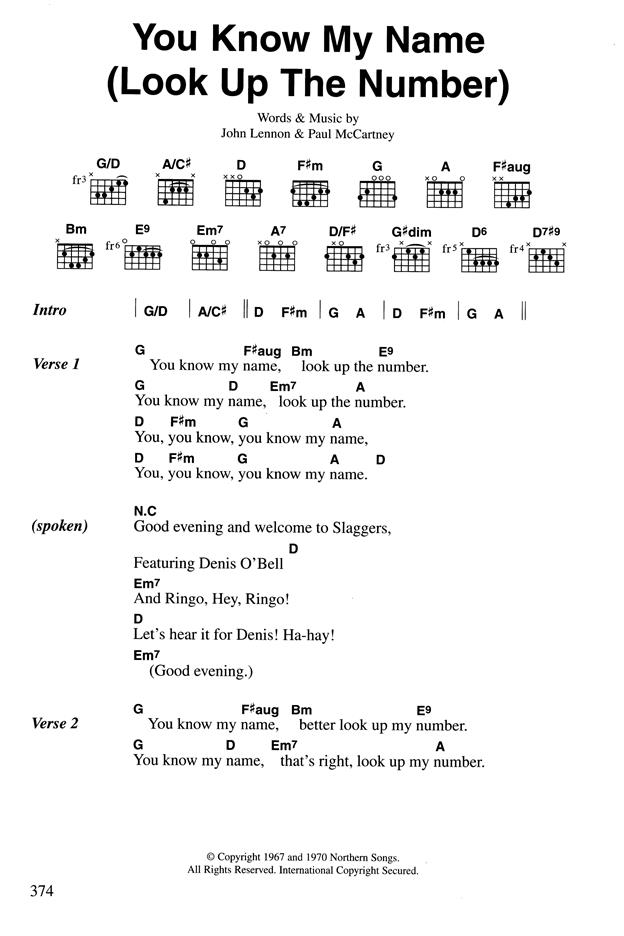 You Know My Name
(Look Up The Number)
Words & Music by
John Lennon & Paul McCartney
G/D A/C♯ D F♯m G A F♯aug
fr3
Bm E9 Em7 A7 D/F♯ G♯dim D6 D7♯9
fr6 fr3 fr5 fr4
Intro | G/D | A/C♯ || D F♯m | G A | D F♯m | G A ||
G F♯aug Bm E9
Verse 1 You know my name, look up the number.
G D Em7 A
You know my name, look up the number.
D F♯m G A
You, you know, you know my name,
D F♯m G A D
You, you know, you know my name.
N.C
(spoken) Good evening and welcome to Slaggers,
D
Featuring Denis O'Bell
Em7
And Ringo, Hey, Ringo!
D
Let's hear it for Denis! Ha-hay!
Em7
(Good evening.)
G F♯aug Bm E9
Verse 2 You know my name, better look up my number.
G D Em7 A
You know my name, that's right, look up my number.
© Copyright 1967 and 1970 Northern Songs.
All Rights Reserved. International Copyright Secured.
374